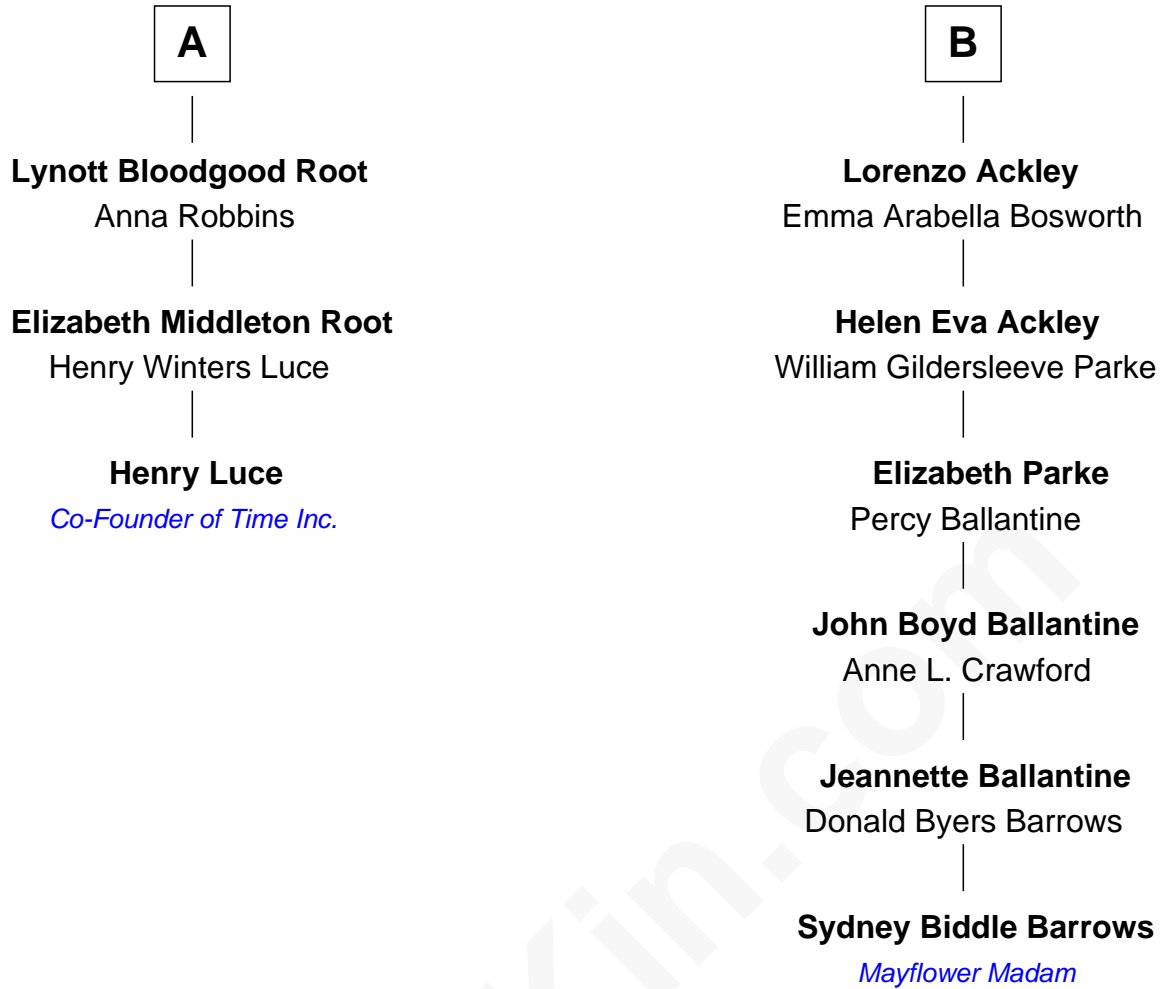 A
Lynott Bloodgood Root
Anna Robbins
Elizabeth Middleton Root
Henry Winters Luce
Henry Luce
Co-Founder of Time Inc.
B
Lorenzo Ackley
Emma Arabella Bosworth
Helen Eva Ackley
William Gildersleeve Parke
Elizabeth Parke
Percy Ballantine
John Boyd Ballantine
Anne L. Crawford
Jeannette Ballantine
Donald Byers Barrows
Sydney Biddle Barrows
Mayflower Madam
Kin.com